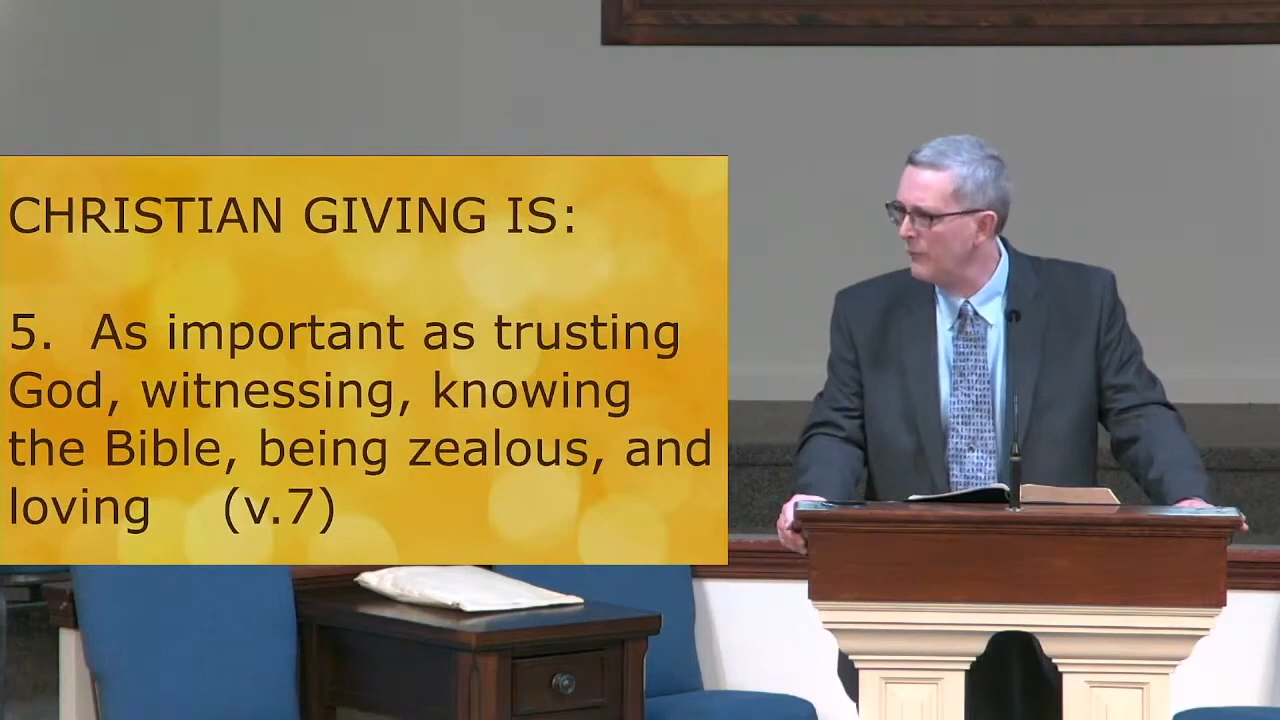 CHRISTIAN GIVING IS:
5. As important as trusting
God, witnessing, knowing
the Bible, being zealous, and
loving (v.7)